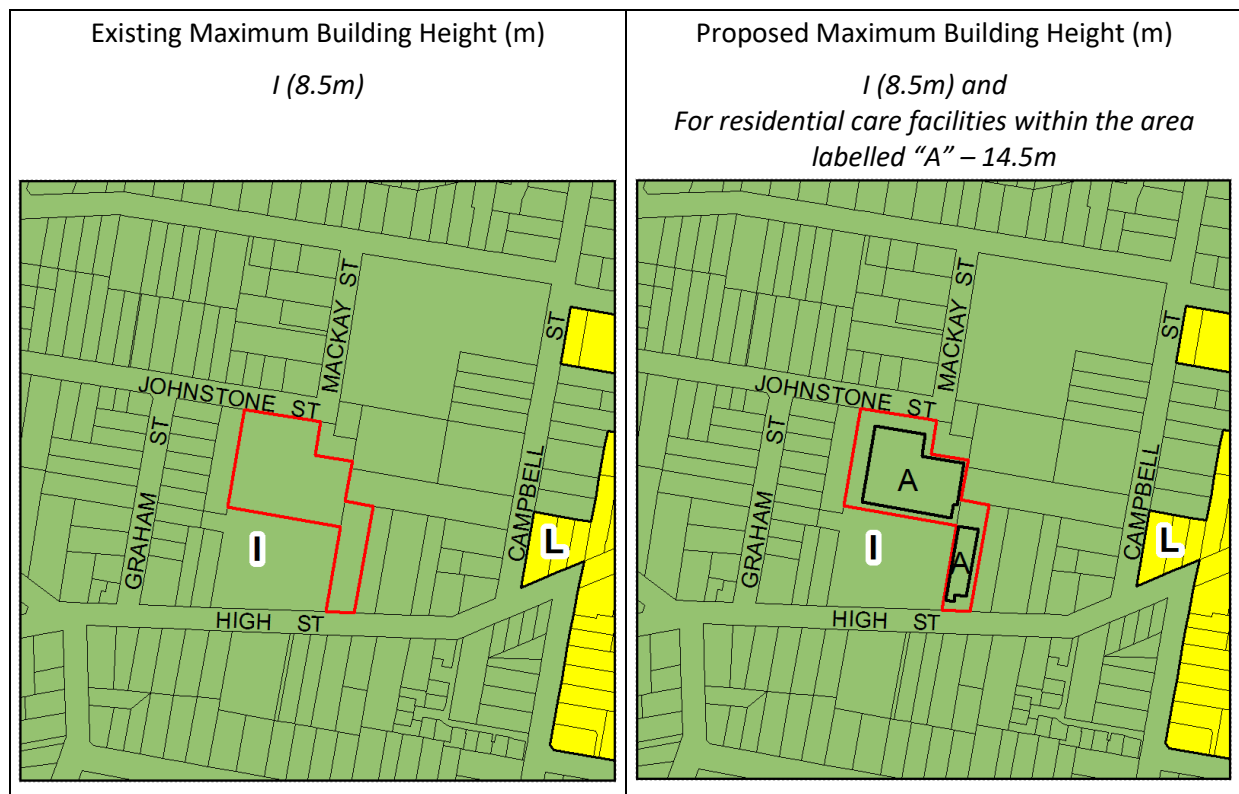 Existing Maximum Building Height (m)
I (8.5m)
Proposed Maximum Building Height (m)
I (8.5m) and
For residential care facilities within the area
labelled “A” – 14.5m
MACKAY ST
ST
JOHNSTONE ST
GRAHAM ST
CAMPBELL
I
L
HIGH ST
MACKAY ST
ST
JOHNSTONE ST
GRAHAM ST
A
CAMPBELL
I
L
A
HIGH ST